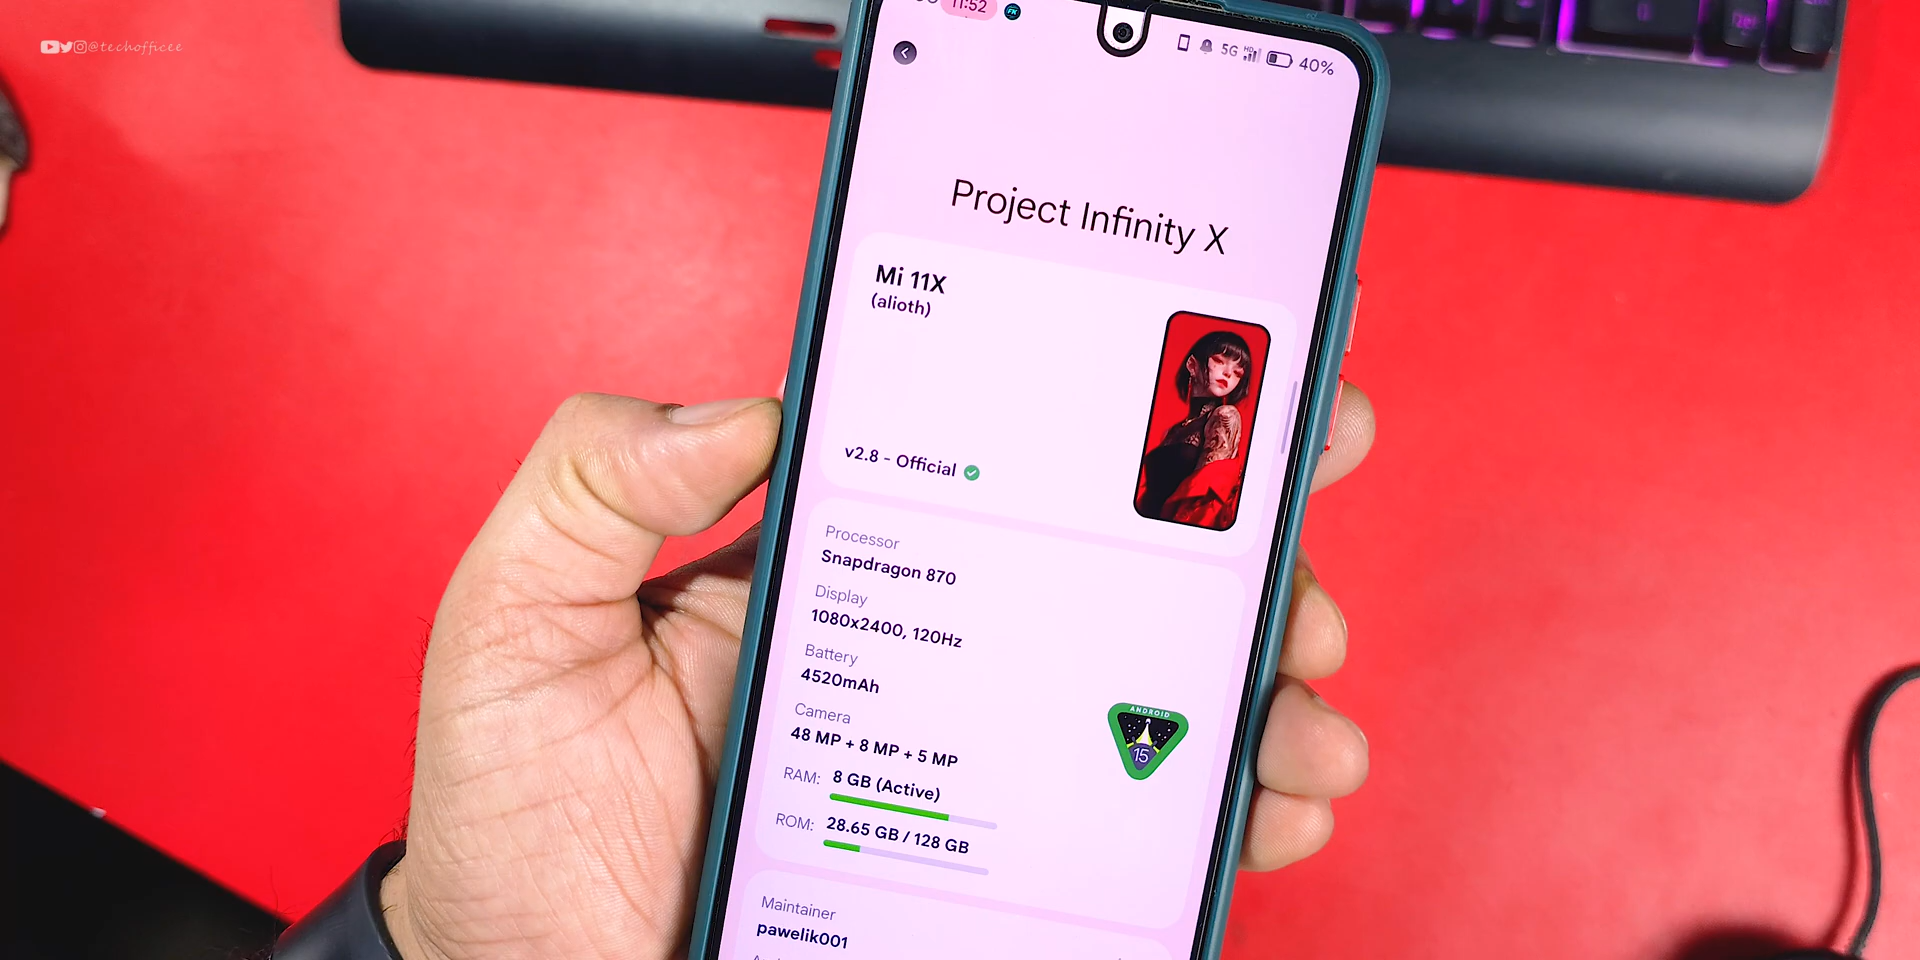 @techofficee
11:52
5G
HD
40%
Project Infinity X
Mi 11X
(alioth)
v2.8 - Official
Processor
Snapdragon 870
Display
1080x2400, 120Hz
Battery
4520mAh
Camera
48 MP + 8 MP + 5 MP
ANDROID
15
RAM: 8 GB (Active)
ROM: 28.65 GB / 128 GB
Maintainer
pawelik001